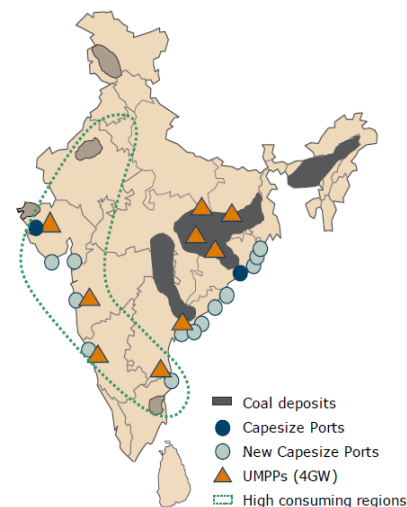 Coal deposits
Capesize Ports
New Capesize Ports
UMPPs (4GW)
High consuming regions